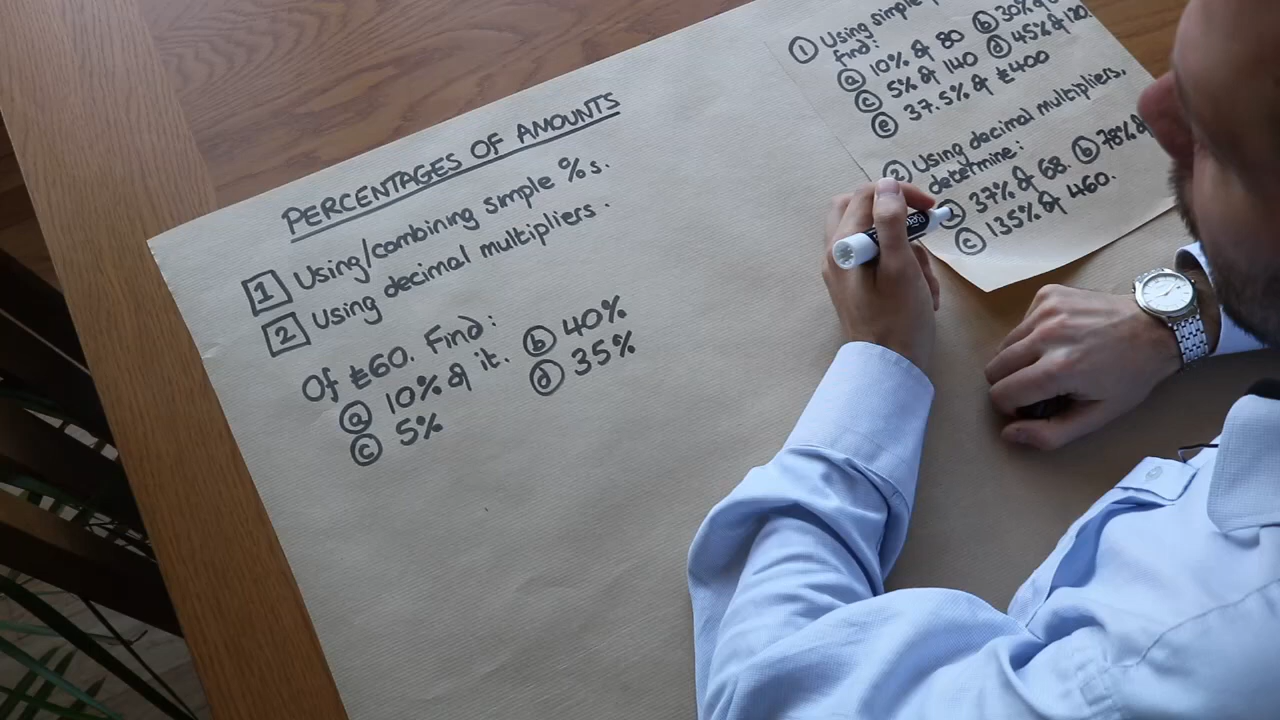 PERCENTAGES OF AMOUNTS
1 Using/combining simple %s.
2 Using decimal multipliers.
Of £60. Find:
a 10% of it. b 40%
c 5% d 35%
1 Using simple
find: b 30%
a 10% of 80 d 45% of 120.
c 5% of 140
e 37.5% of £400
2 Using decimal multipliers,
determine:
a 37% of 68. b 78% of
c 135% of 460.